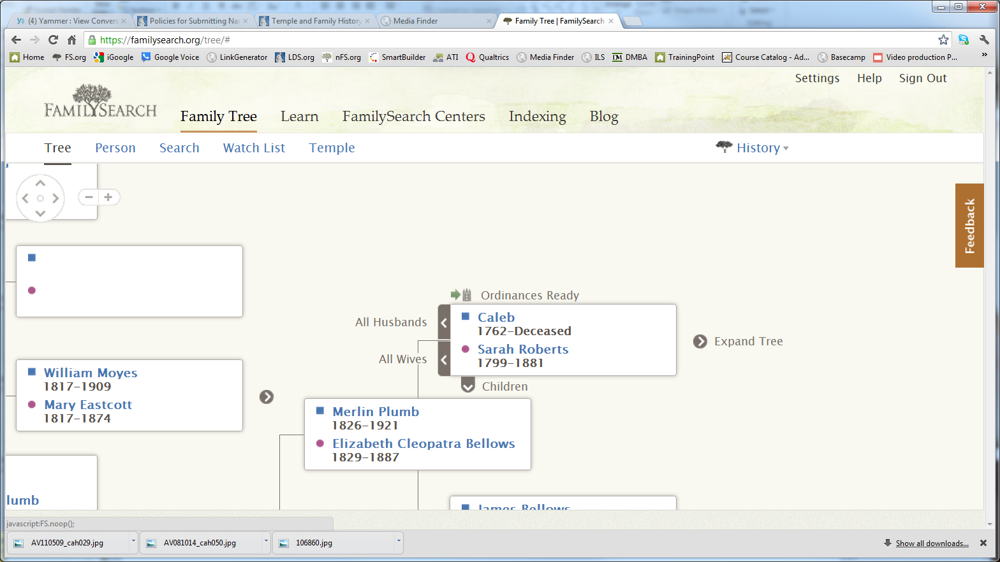 (4) Yammer : View Convers
Policies for Submitting Na
Temple and Family History
Media Finder
Family Tree | FamilySearch
https://familysearch.org/tree/#
Home
FS.org
iGoogle
Google Voice
LinkGenerator
LDS.org
nFS.org
SmartBuilder
ATI
Qualtrics
Media Finder
ILS
DMBA
TrainingPoint
Course Catalog - Ad...
Basecamp
Video production P...
»
Settings Help Sign Out
FAMILYSEARCH
Family Tree Learn FamilySearch Centers Indexing Blog
Tree Person Search Watch List Temple
History
Feedback
Ordinances Ready
All Husbands
Caleb
1762-Deceased
Expand Tree
All Wives
Sarah Roberts
1799-1881
Children
William Moyes
1817-1909
Mary Eastcott
1817-1874
Merlin Plumb
1826-1921
Elizabeth Cleopatra Bellows
1829-1887
lumb
James Bellows
javascript:FS.noop();
AV110509_cah029.jpg
AV081014_cah050.jpg
106860.jpg
Show all downloads...